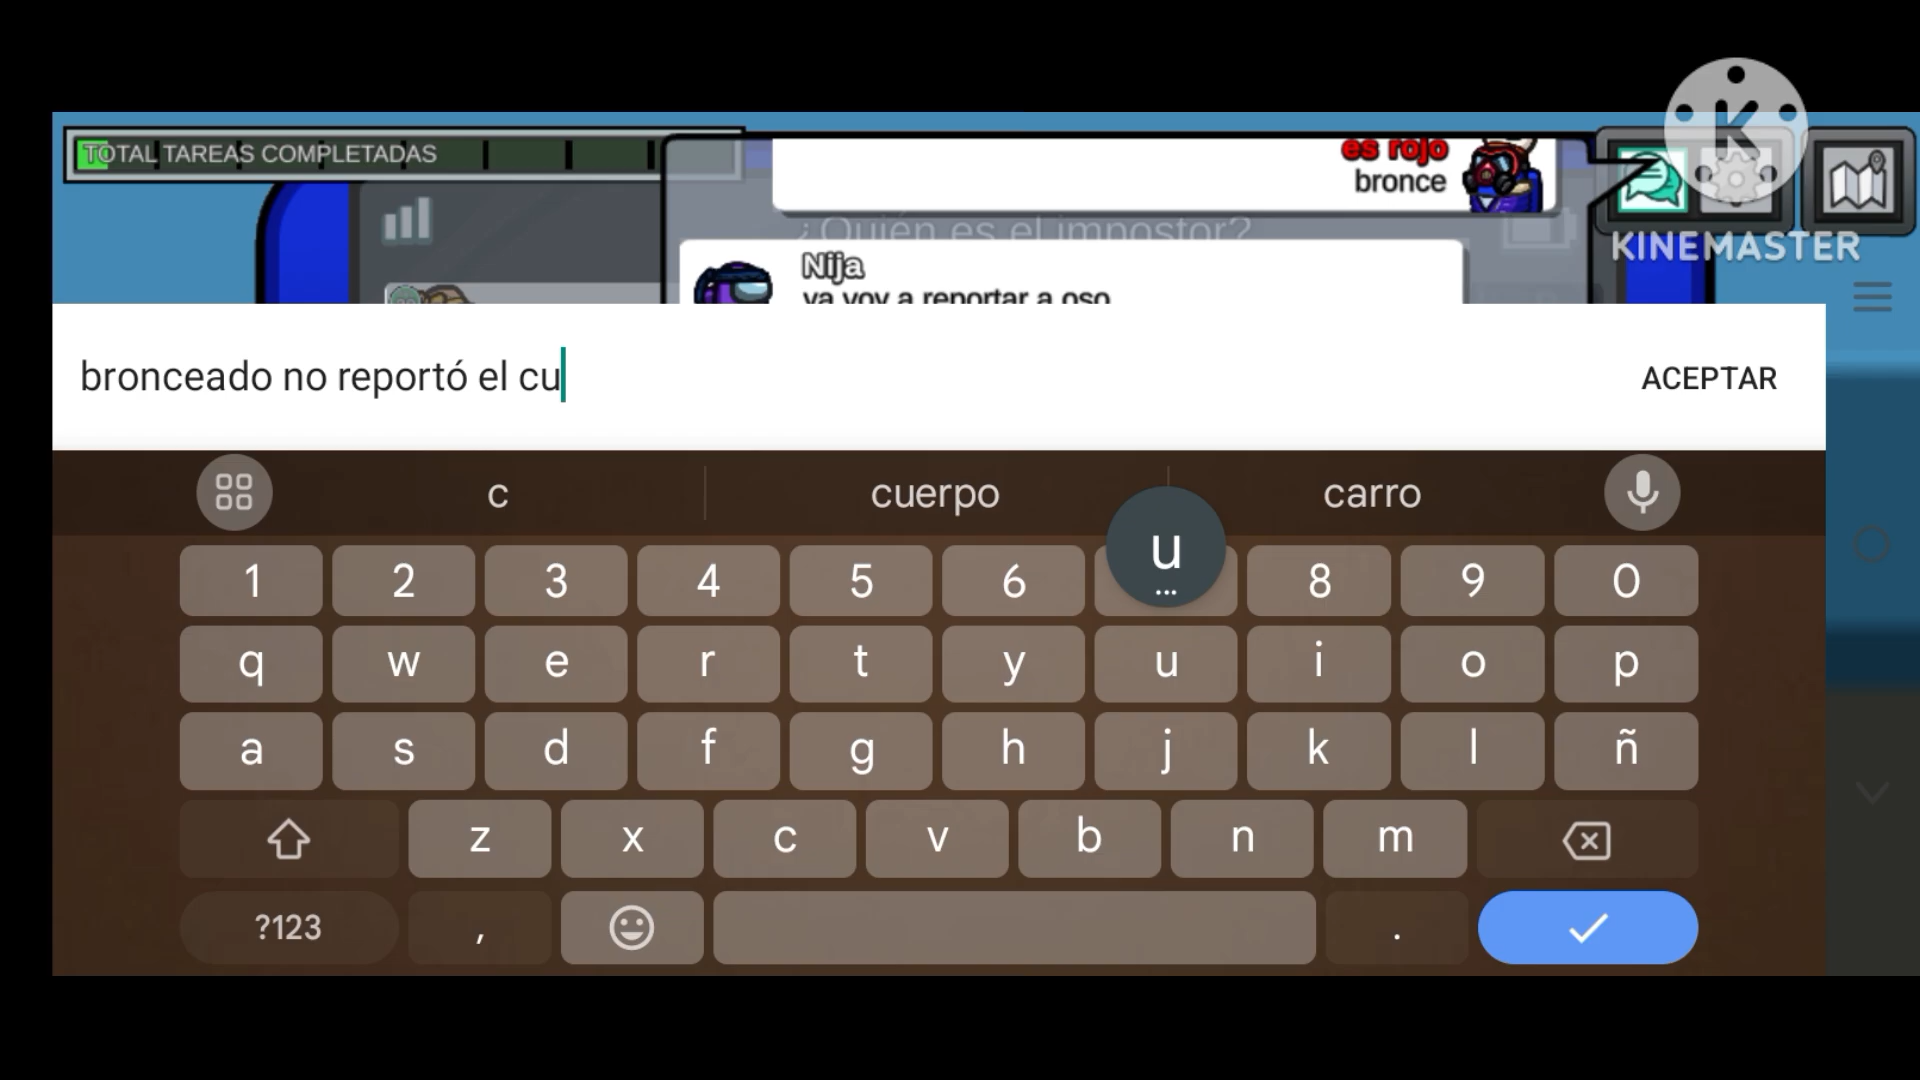 TOTAL TAREAS COMPLETADAS
es rojo
bronce
¿Quién es el impostor?
KINEMASTER
Nija
ya voy a reportar a oso
bronceado no reportó el cu
ACEPTAR
c cuerpo carro
u
1 2 3 4 5 6 8 9 0
q w e r t y u i o p
a s d f g h j k l ñ
z x c v b n m
?123 , .